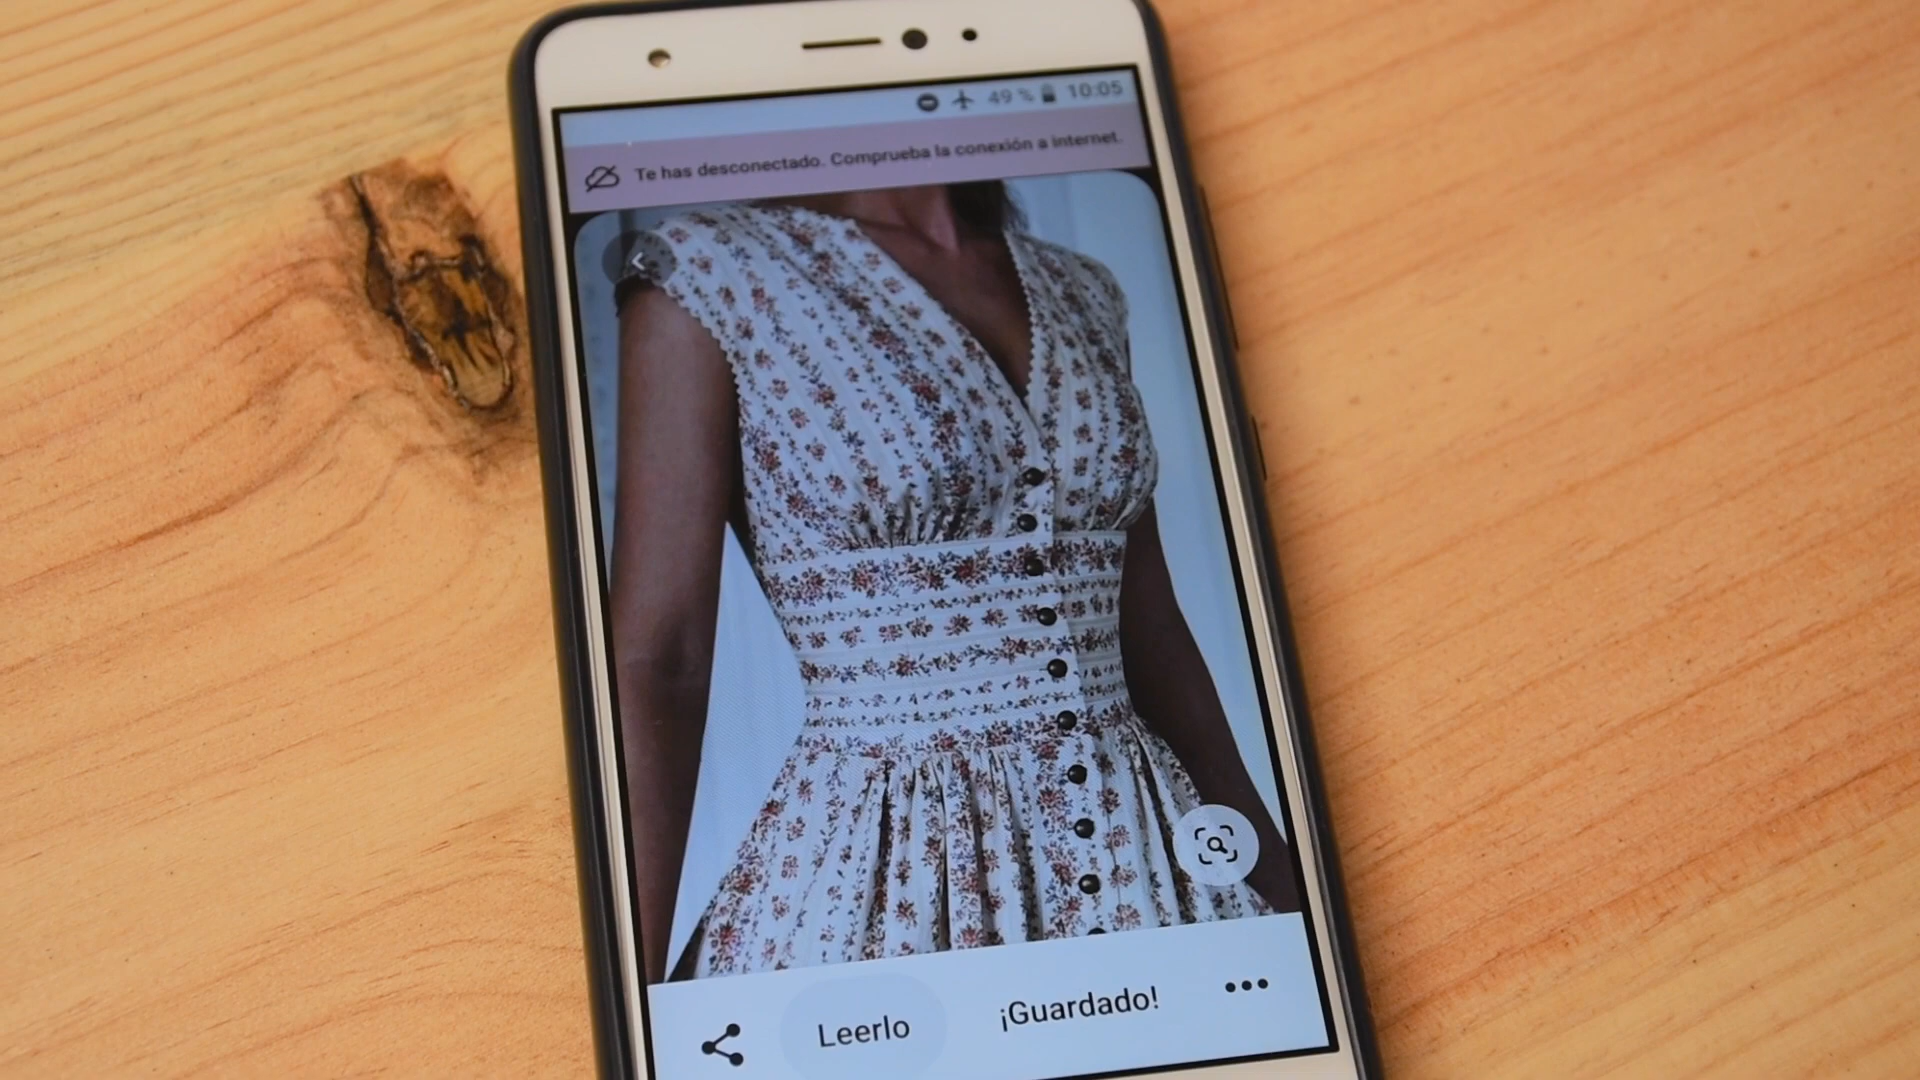 49 % 10:05
Te has desconectado. Comprueba la conexión a internet.
Leerlo
¡Guardado!